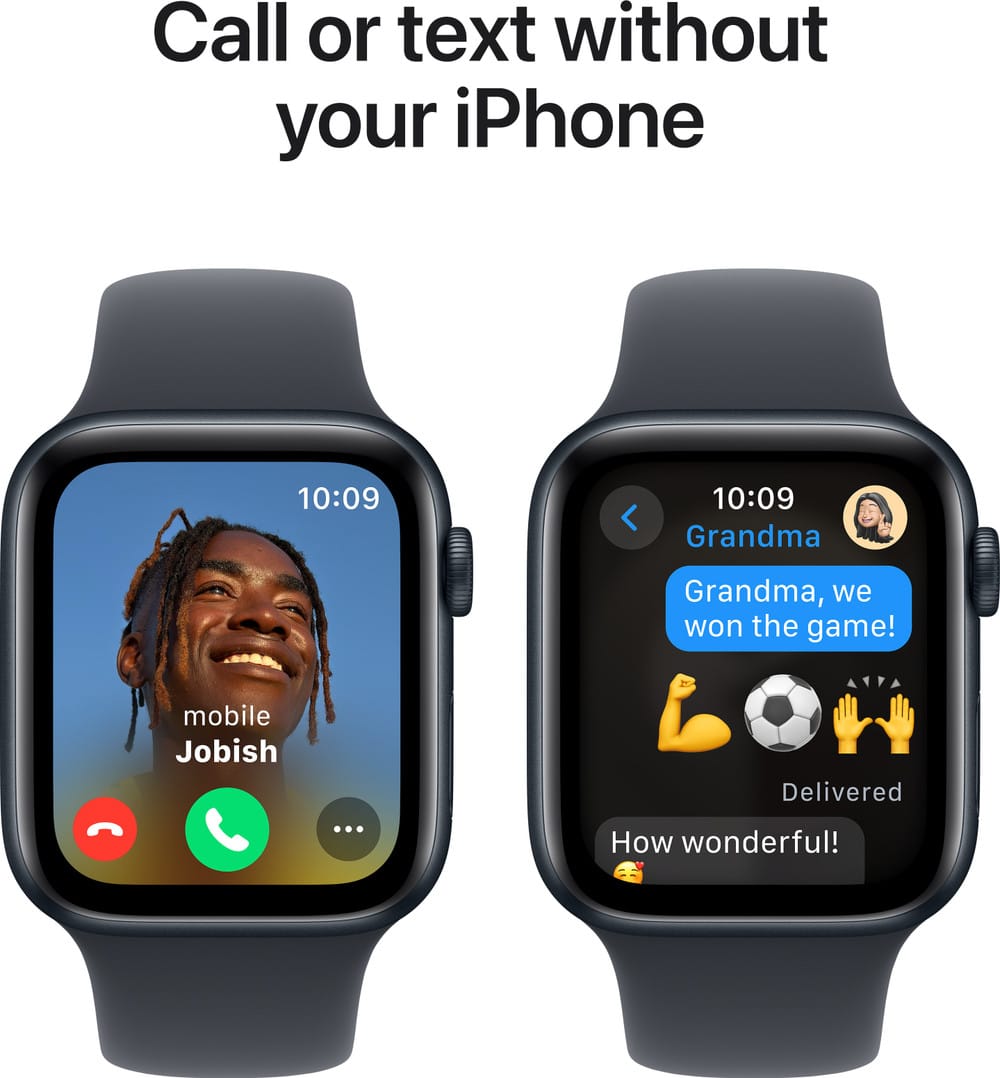 Call or text without
your iPhone
10:09
mobile
Jobish
10:09
Grandma
Grandma, we
won the game!
💪⚽🙌
Delivered
How wonderful!
🥰